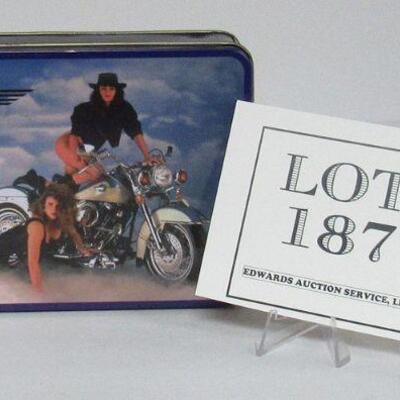 LOT
187
EDWARDS AUCTION SERVICE,